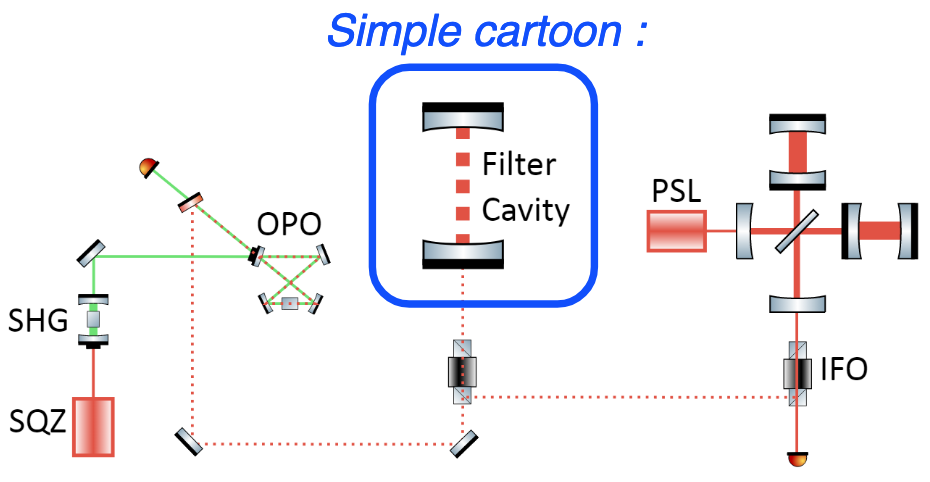 Simple cartoon :
Filter
Cavity
PSL
OPO
SHG
IFO
SQZ